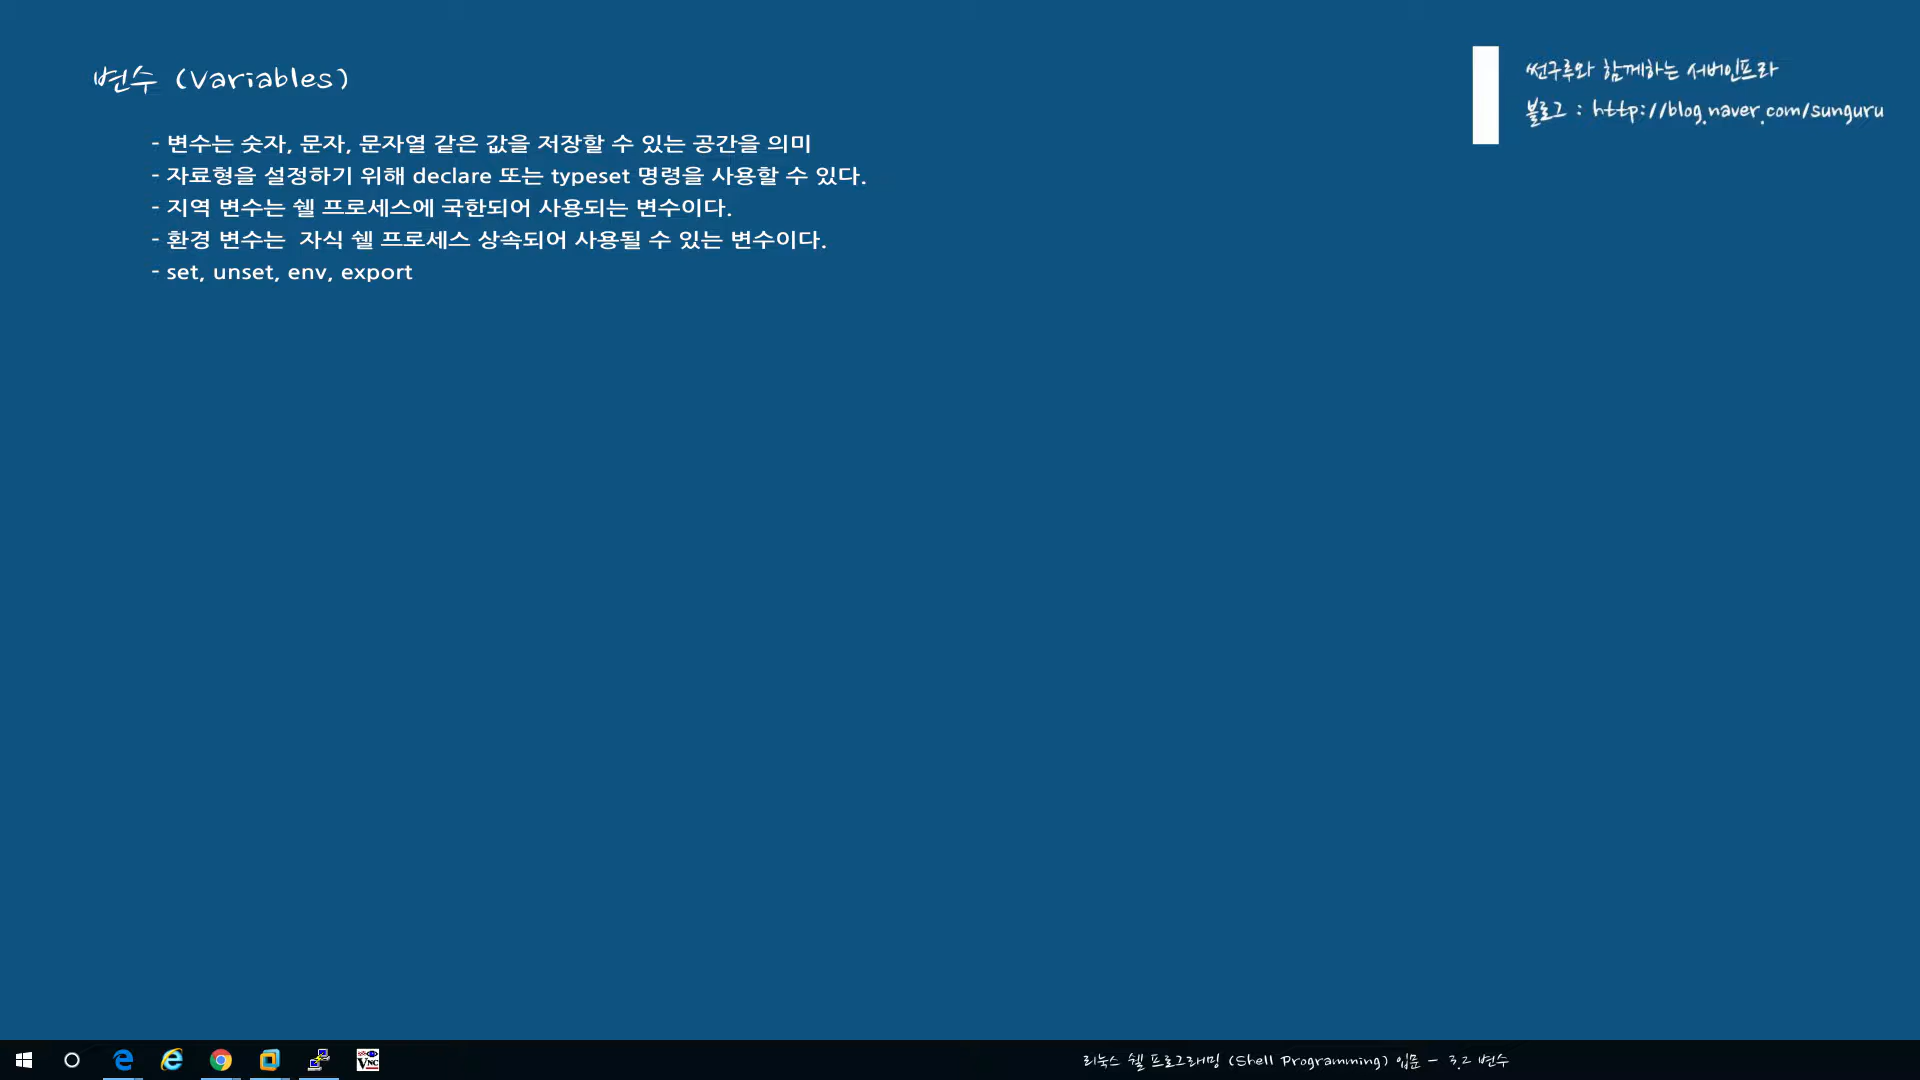 변수 (Variables)
- 변수는 숫자, 문자, 문자열 같은 값을 저장할 수 있는 공간을 의미
- 자료형을 설정하기 위해 declare 또는 typeset 명령을 사용할 수 있다.
- 지역 변수는 쉘 프로세스에 국한되어 사용되는 변수이다.
- 환경 변수는  자식 쉘 프로세스 상속되어 사용될 수 있는 변수이다.
- set, unset, env, export
썬구루와 함께하는 서버인프라
블로그 : http://blog.naver.com/sunguru
VNC
리눅스 쉘 프로그래밍 (Shell Programming) 입문 - 3.2 변수